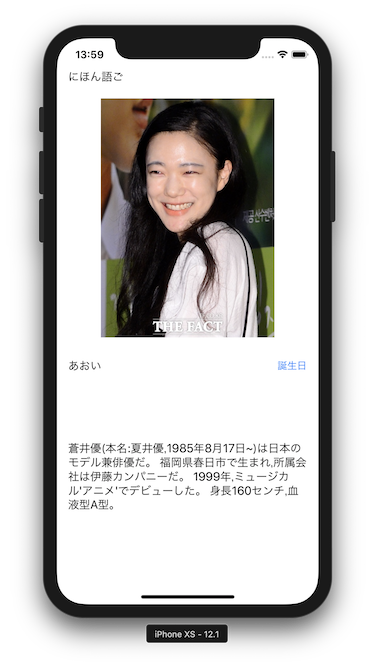 13:59
にほん語ご
THE FACT
あおい
誕生日
蒼井優(本名:夏井優,1985年8月17日~)は日本の
モデル兼俳優だ。 福岡県春日市で生まれ,所属会
社は伊藤カンパニーだ。 1999年,ミュージカ
ル'アニメ'でデビューした。 身長160センチ,血
液型A型。
iPhone XS - 12.1